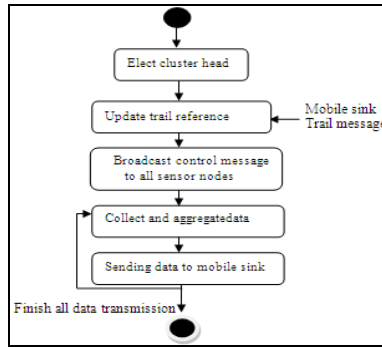 Elect cluster head
Update trail reference
Mobile sink
Trail message
Broadcast control message
to all sensor nodes
Collect and aggregatedata
Sending data to mobile sink
Finish all data transmission